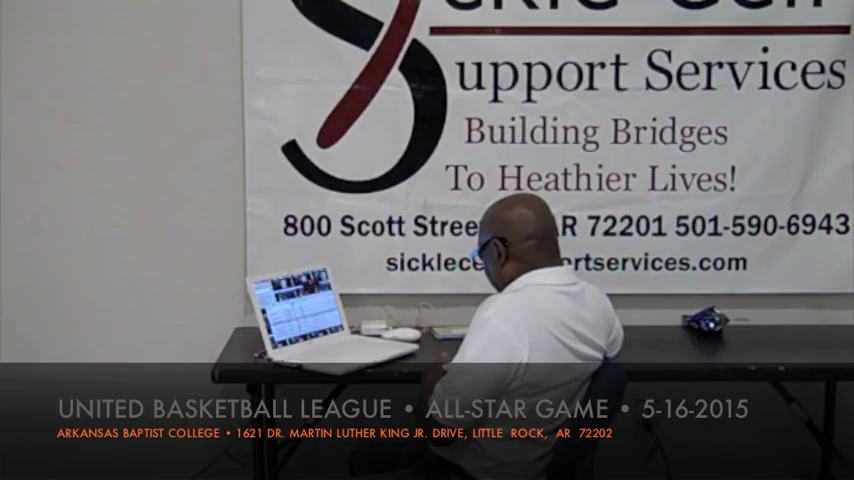 Support Services
Building Bridges
To Heathier Lives!
800 Scott Stree AR 72201 501-590-6943
sicklece rtservices.com
UNITED BASKETBALL LEAGUE • ALL-STAR GAME • 5-16-2015
ARKANSAS BAPTIST COLLEGE • 1621 DR. MARTIN LUTHER KING JR. DRIVE, LITTLE ROCK, AR 72202